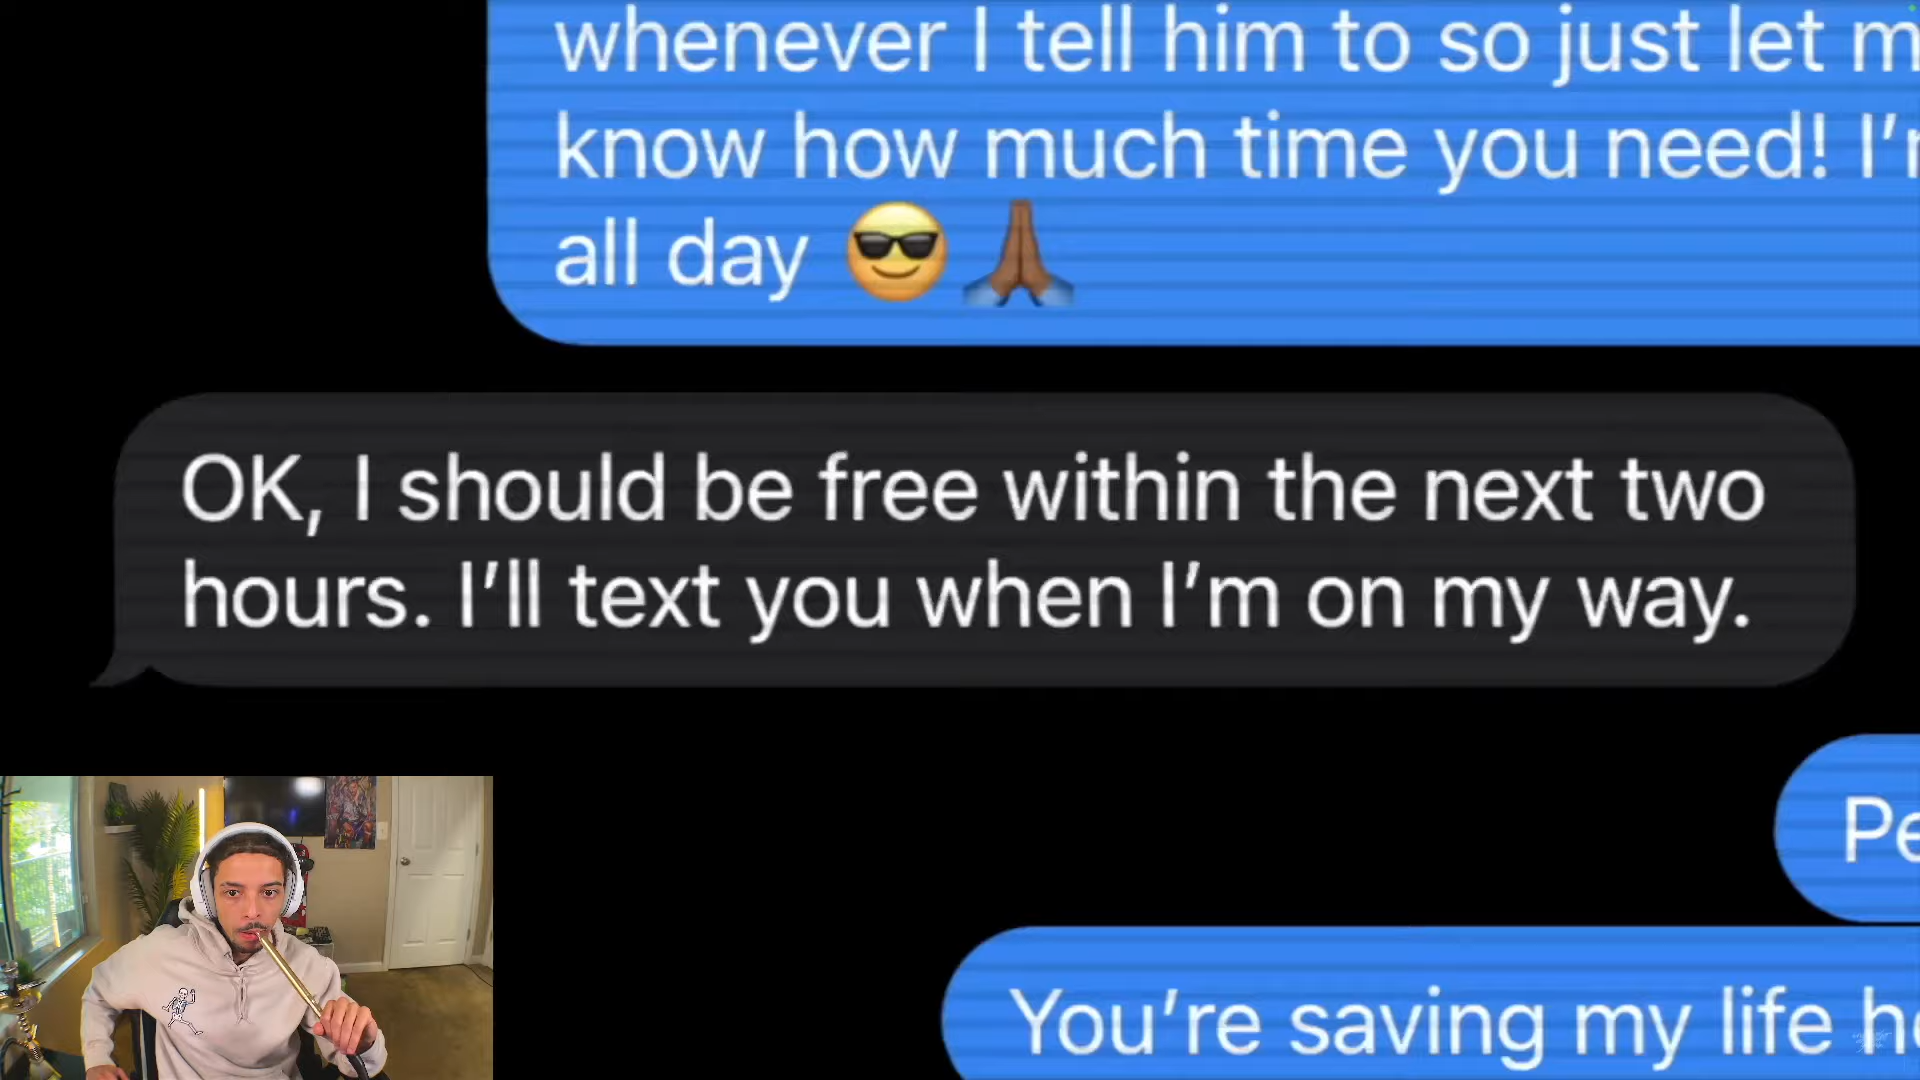 whenever I tell him to so just let
know how much time you need!
all day 😎🙏🏾
OK, I should be free within the next two
hours. I’ll text you when I’m on my way.
You’re saving my life